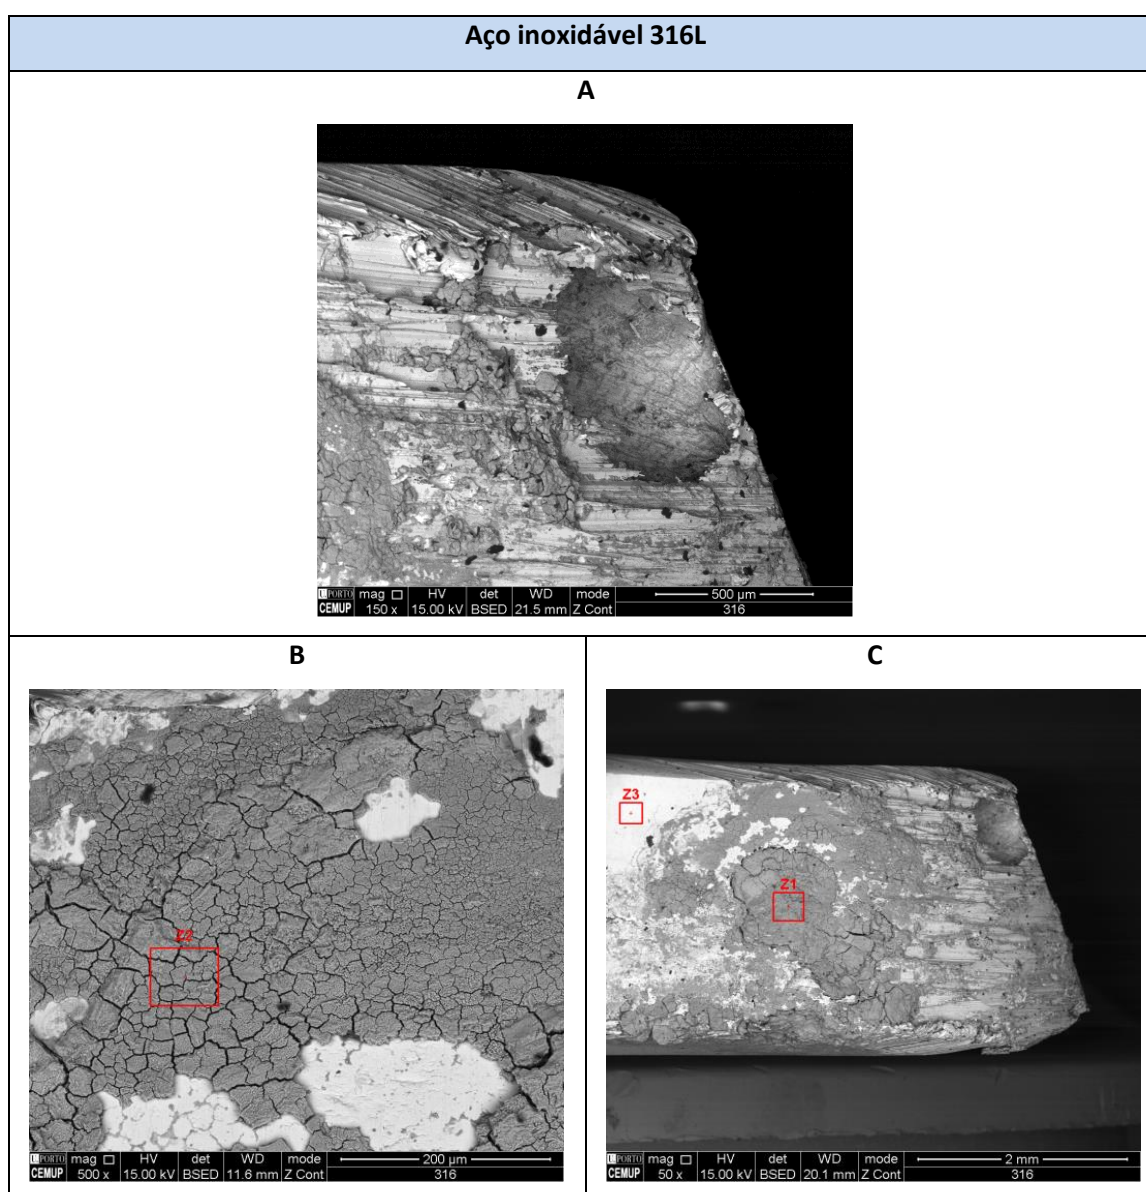 Aço inoxidável 316L
A
U.PORTO CEMUP mag 150 x HV 15.00 kV det BSED WD 21.5 mm mode Z Cont 500 µm 316
B
C
Z2
Z3
Z1
U.PORTO CEMUP mag 500 x HV 15.00 kV det BSED WD 11.6 mm mode Z Cont 200 µm 316
U.PORTO CEMUP mag 50 x HV 15.00 kV det BSED WD 20.1 mm mode Z Cont 2 mm 316